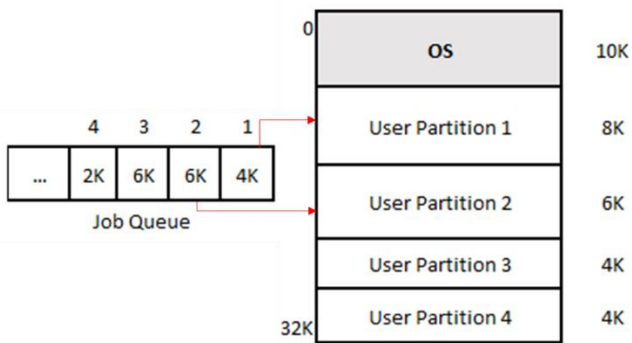 0
OS 10K
4 3 2 1
User Partition 1 8K
... 2K 6K 6K 4K
Job Queue
User Partition 2 6K
User Partition 3 4K
User Partition 4 4K
32K